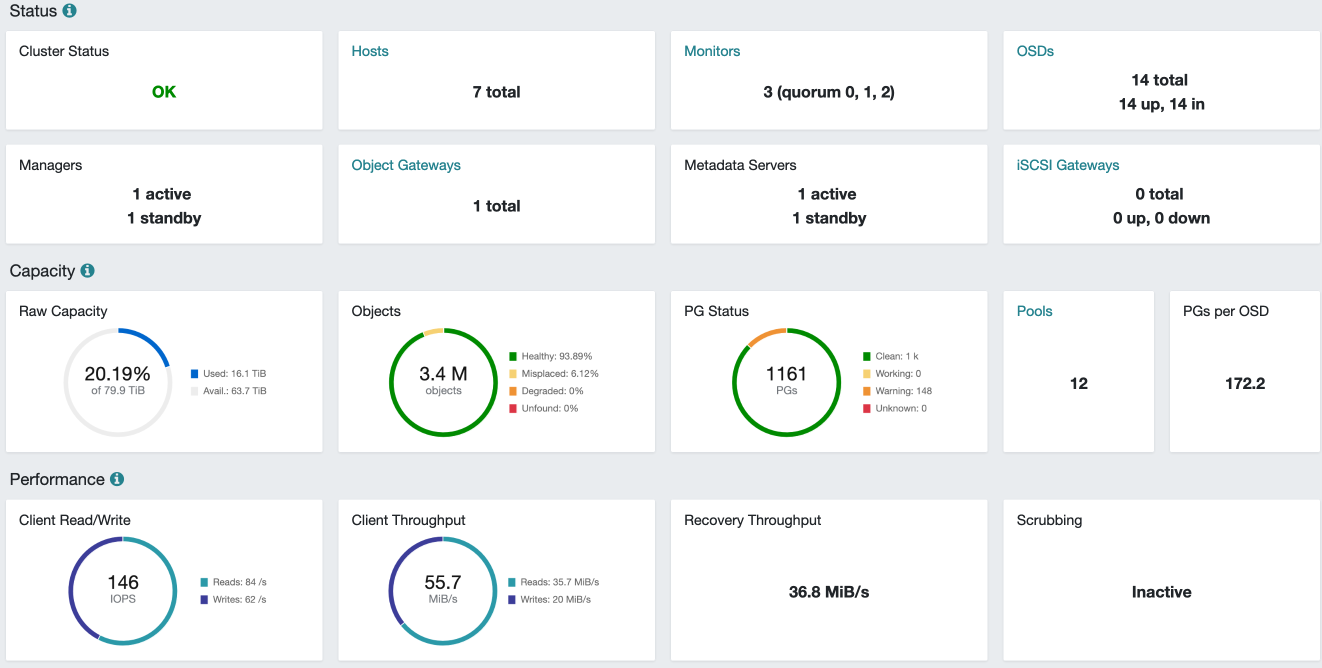 Status
Cluster Status
OK
Hosts
7 total
Monitors
3 (quorum 0, 1, 2)
OSDs
14 total
14 up, 14 in
Managers
1 active
1 standby
Object Gateways
1 total
Metadata Servers
1 active
1 standby
iSCSI Gateways
0 total
0 up, 0 down
Capacity
Raw Capacity
20.19%
of 79.9 TiB
Used: 16.1 TiB
Avail.: 63.7 TiB
Objects
3.4 M
objects
Healthy: 93.89%
Misplaced: 6.12%
Degraded: 0%
Unfound: 0%
PG Status
1161
PGs
Clean: 1 k
Working: 0
Warning: 148
Unknown: 0
Pools
12
PGs per OSD
172.2
Performance
Client Read/Write
146
IOPS
Reads: 84 /s
Writes: 62 /s
Client Throughput
55.7
MiB/s
Reads: 35.7 MiB/s
Writes: 20 MiB/s
Recovery Throughput
36.8 MiB/s
Scrubbing
Inactive